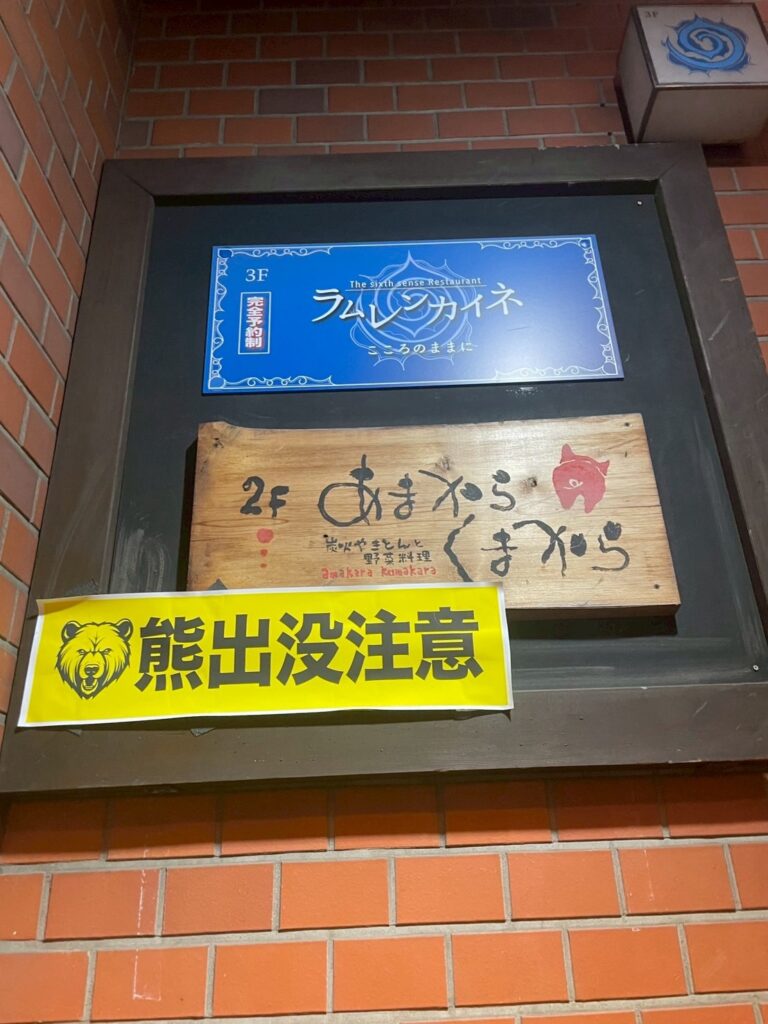 3F
3F
The sixth sense Restaurant
ラムレンカイネ
完全予約制
こころのままに
2F あまから
くまから
炭火やきとんと
野菜料理
amakara kumakara
熊出没注意